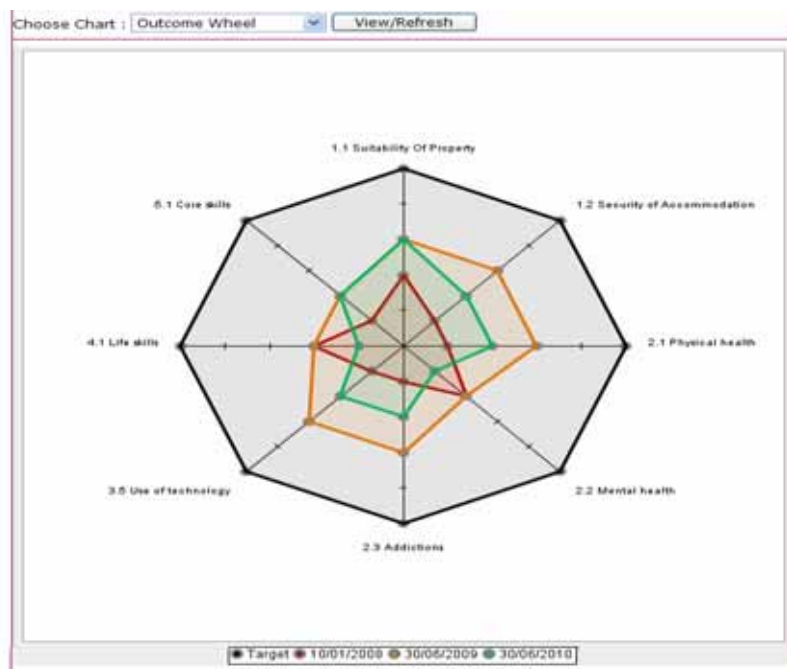 Choose Chart : Outcome Wheel View/Refresh
1.1 Suitability Of Property
5.1 Core skills
1.2 Security of Accommodation
4.1 Life skills
2.1 Physical health
3.5 Use of technology
2.2 Mental health
2.3 Addictions
Target 10/01/2008 30/06/2009 30/06/2010